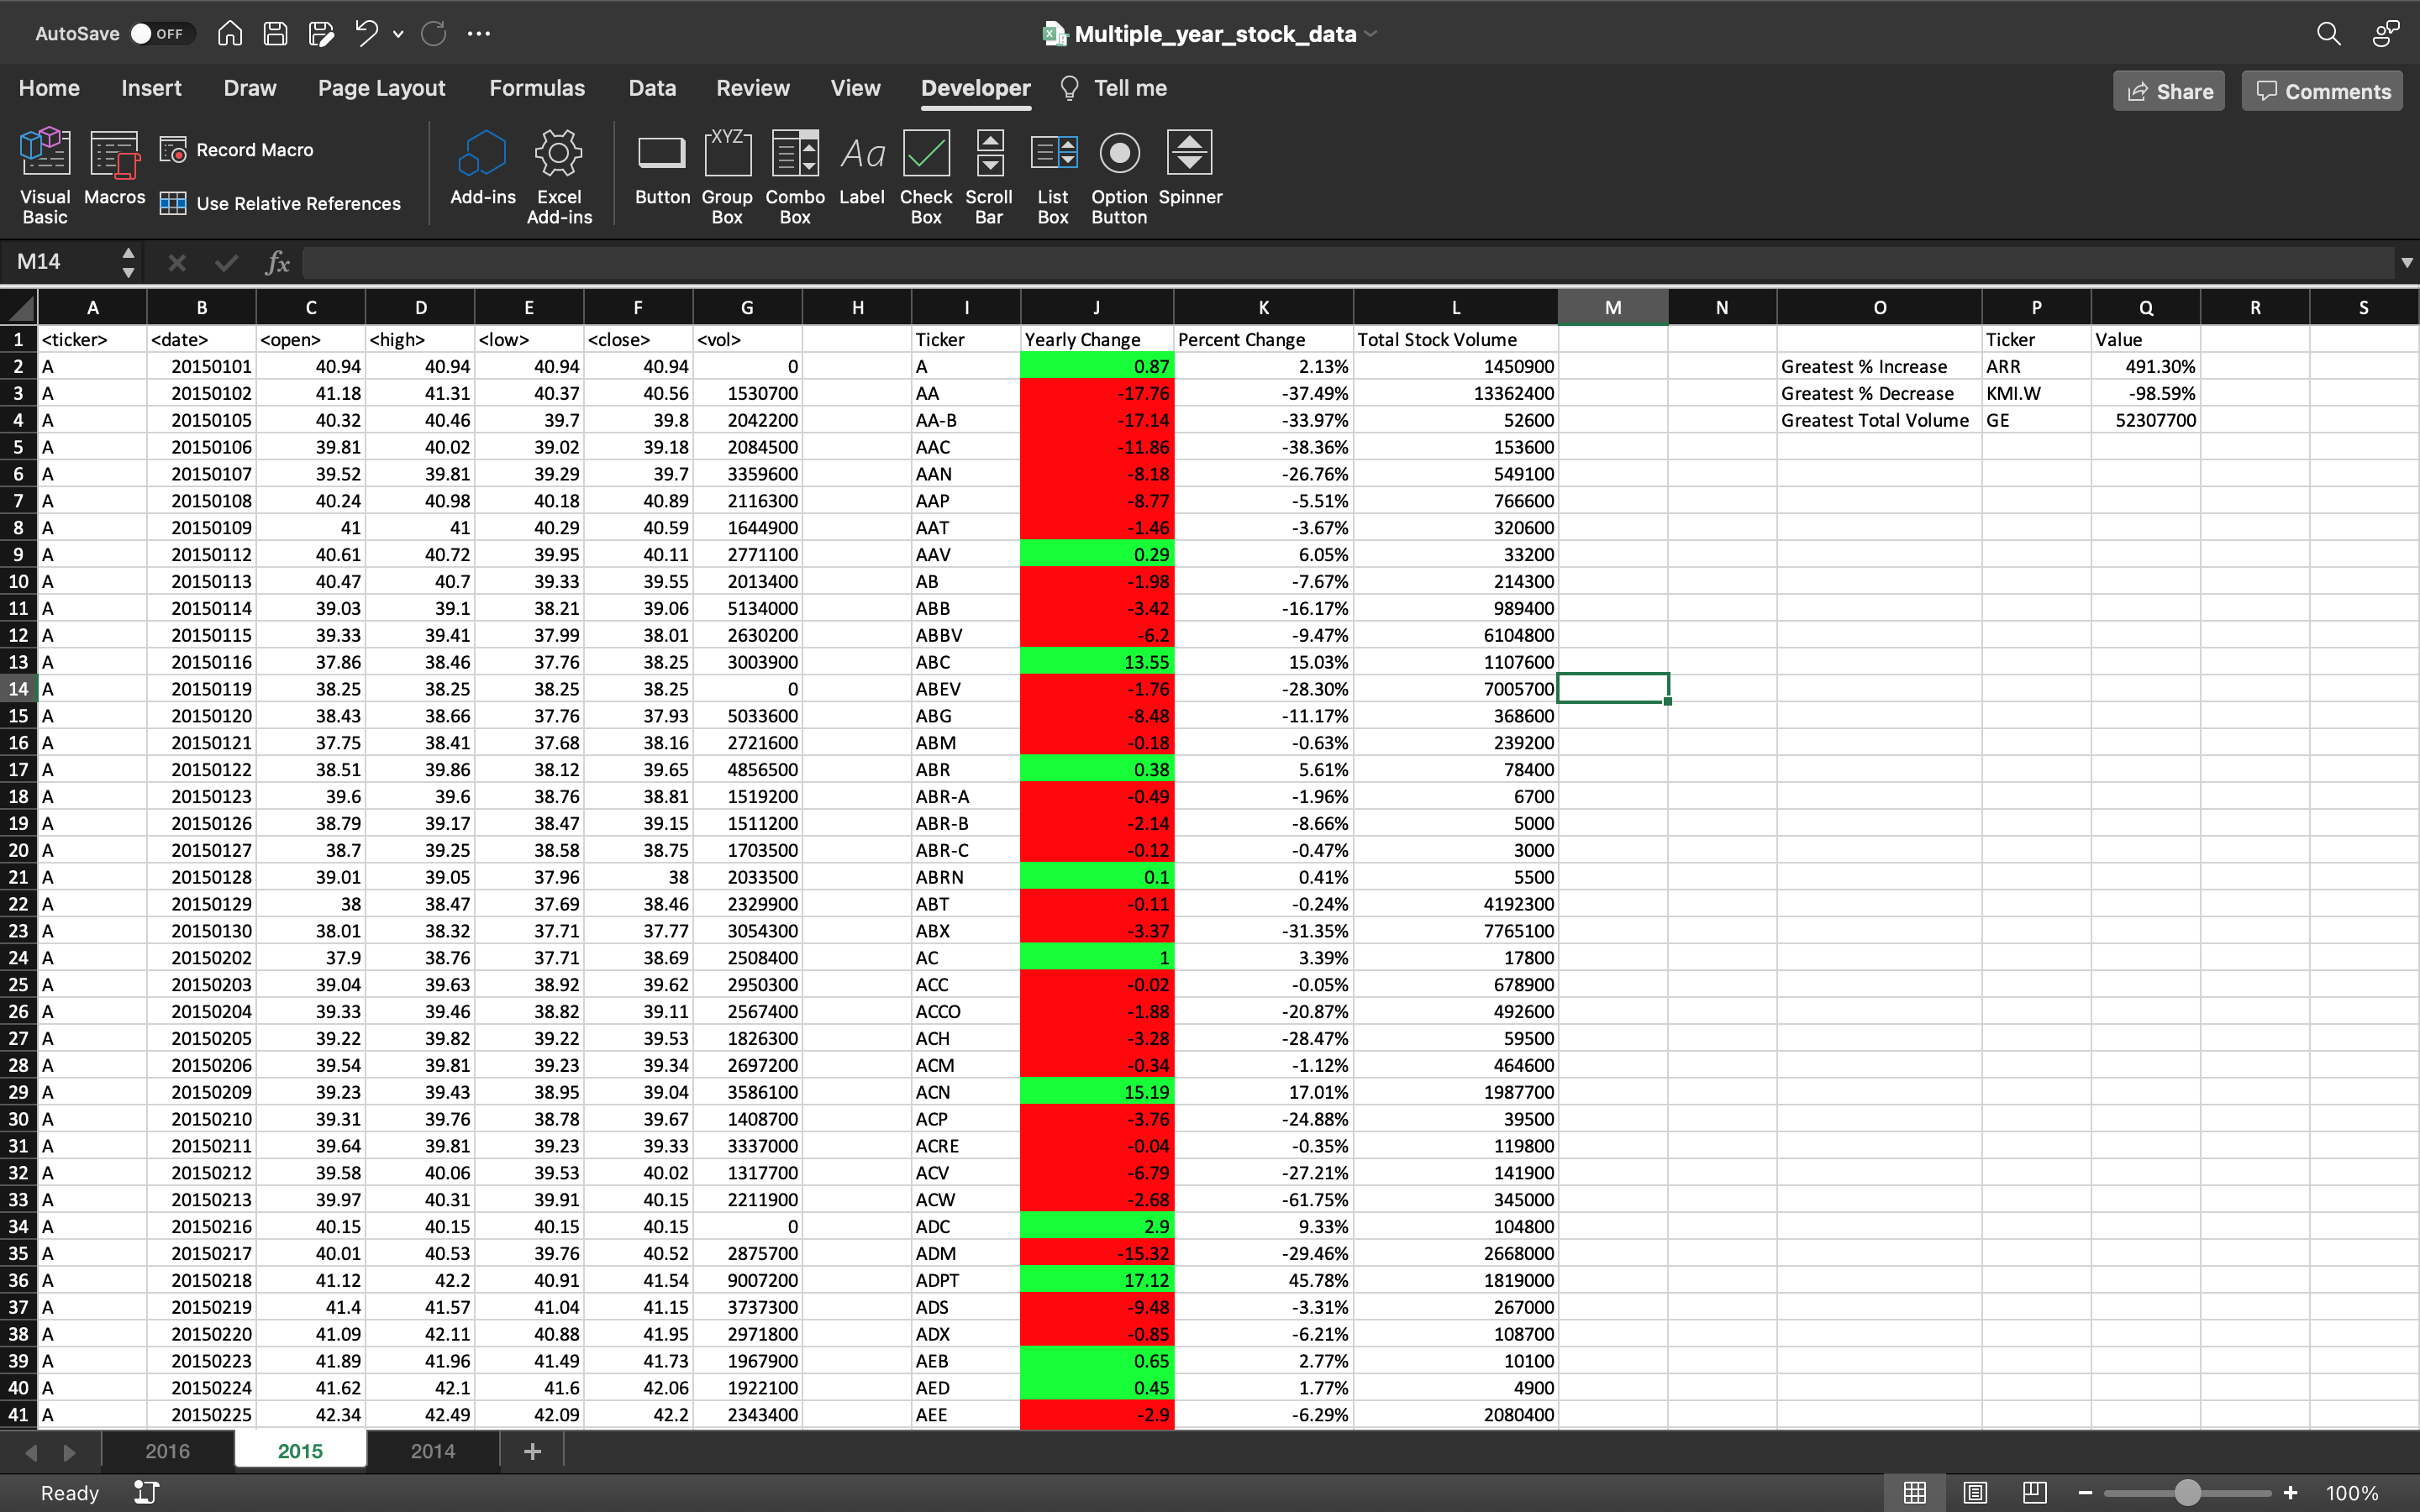 AutoSave OFF Multiple_year_stock_data
Home Insert Draw Page Layout Formulas Data Review View Developer Tell me Share Comments
Visual Basic Macros Record Macro Use Relative References Add-ins Excel Add-ins Button XYZ Group Box Combo Box Aa Label Check Box Scroll Bar List Box Option Button Spinner
M14 fx
A B C D E F G H I J K L M N O P Q R S
1 <ticker> <date> <open> <high> <low> <close> <vol> Ticker Yearly Change Percent Change Total Stock Volume Ticker Value
2 A 20150101 40.94 40.94 40.94 40.94 0 A 0.87 2.13% 1450900 Greatest % Increase ARR 491.30%
3 A 20150102 41.18 41.31 40.37 40.56 1530700 AA -17.76 -37.49% 13362400 Greatest % Decrease KMI.W -98.59%
4 A 20150105 40.32 40.46 39.7 39.8 2042200 AA-B -17.14 -33.97% 52600 Greatest Total Volume GE 52307700
5 A 20150106 39.81 40.02 39.02 39.18 2084500 AAC -11.86 -38.36% 153600
6 A 20150107 39.52 39.81 39.29 39.7 3359600 AAN -8.18 -26.76% 549100
7 A 20150108 40.24 40.98 40.18 40.89 2116300 AAP -8.77 -5.51% 766600
8 A 20150109 41 41 40.29 40.59 1644900 AAT -1.46 -3.67% 320600
9 A 20150112 40.61 40.72 39.95 40.11 2771100 AAV 0.29 6.05% 33200
10 A 20150113 40.47 40.7 39.33 39.55 2013400 AB -1.98 -7.67% 214300
11 A 20150114 39.03 39.1 38.21 39.06 5134000 ABB -3.42 -16.17% 989400
12 A 20150115 39.33 39.41 37.99 38.01 2630200 ABBV -6.2 -9.47% 6104800
13 A 20150116 37.86 38.46 37.76 38.25 3003900 ABC 13.55 15.03% 1107600
14 A 20150119 38.25 38.25 38.25 38.25 0 ABEV -1.76 -28.30% 7005700
15 A 20150120 38.43 38.66 37.76 37.93 5033600 ABG -8.48 -11.17% 368600
16 A 20150121 37.75 38.41 37.68 38.16 2721600 ABM -0.18 -0.63% 239200
17 A 20150122 38.51 39.86 38.12 39.65 4856500 ABR 0.38 5.61% 78400
18 A 20150123 39.6 39.6 38.76 38.81 1519200 ABR-A -0.49 -1.96% 6700
19 A 20150126 38.79 39.17 38.47 39.15 1511200 ABR-B -2.14 -8.66% 5000
20 A 20150127 38.7 39.25 38.58 38.75 1703500 ABR-C -0.12 -0.47% 3000
21 A 20150128 39.01 39.05 37.96 38 2033500 ABRN 0.1 0.41% 5500
22 A 20150129 38 38.47 37.69 38.46 2329900 ABT -0.11 -0.24% 4192300
23 A 20150130 38.01 38.32 37.71 37.77 3054300 ABX -3.37 -31.35% 7765100
24 A 20150202 37.9 38.76 37.71 38.69 2508400 AC 1 3.39% 17800
25 A 20150203 39.04 39.63 38.92 39.62 2950300 ACC -0.02 -0.05% 678900
26 A 20150204 39.33 39.46 38.82 39.11 2567400 ACCO -1.88 -20.87% 492600
27 A 20150205 39.22 39.82 39.22 39.53 1826300 ACH -3.28 -28.47% 59500
28 A 20150206 39.54 39.81 39.23 39.34 2697200 ACM -0.34 -1.12% 464600
29 A 20150209 39.23 39.43 38.95 39.04 3586100 ACN 15.19 17.01% 1987700
30 A 20150210 39.31 39.76 38.78 39.67 1408700 ACP -3.76 -24.88% 39500
31 A 20150211 39.64 39.81 39.23 39.33 3337000 ACRE -0.04 -0.35% 119800
32 A 20150212 39.58 40.06 39.53 40.02 1317700 ACV -6.79 -27.21% 141900
33 A 20150213 39.97 40.31 39.91 40.15 2211900 ACW -2.68 -61.75% 345000
34 A 20150216 40.15 40.15 40.15 40.15 0 ADC 2.9 9.33% 104800
35 A 20150217 40.01 40.53 39.76 40.52 2875700 ADM -15.32 -29.46% 2668000
36 A 20150218 41.12 42.2 40.91 41.54 9007200 ADPT 17.12 45.78% 1819000
37 A 20150219 41.4 41.57 41.04 41.15 3737300 ADS -9.48 -3.31% 267000
38 A 20150220 41.09 42.11 40.88 41.95 2971800 ADX -0.85 -6.21% 108700
39 A 20150223 41.89 41.96 41.49 41.73 1967900 AEB 0.65 2.77% 10100
40 A 20150224 41.62 42.1 41.6 42.06 1922100 AED 0.45 1.77% 4900
41 A 20150225 42.34 42.49 42.09 42.2 2343400 AEE -2.9 -6.29% 2080400
2016 2015 2014 +
Ready 100%